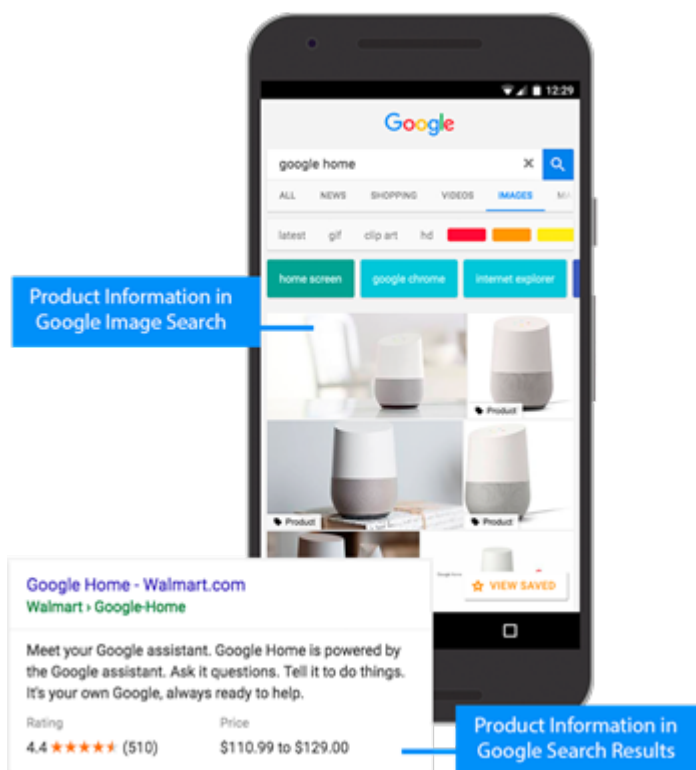 12:29
Google
google home
ALL NEWS SHOPPING VIDEOS IMAGES MA
latest gif clip art hd
home screen google chrome internet explorer
Product Information in
Google Image Search
Product
Product Product
VIEW SAVED
Google Home - Walmart.com
Walmart › Google-Home
Meet your Google assistant. Google Home is powered by
the Google assistant. Ask it questions. Tell it to do things.
It's your own Google, always ready to help.
Rating Price
4.4 ★★★★★ (510) $110.99 to $129.00
Product Information in
Google Search Results